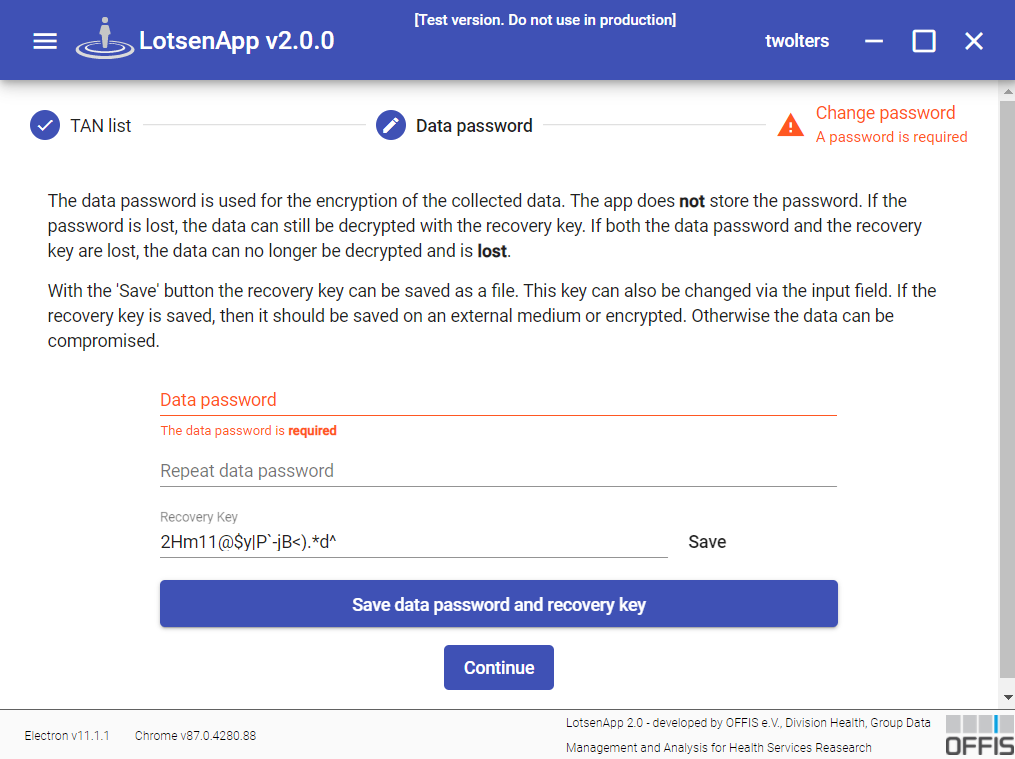 [Test version. Do not use in production]
LotsenApp v2.0.0
twolters
TAN list
Data password
Change password
A password is required
The data password is used for the encryption of the collected data. The app does not store the password. If the
password is lost, the data can still be decrypted with the recovery key. If both the data password and the recovery
key are lost, the data can no longer be decrypted and is lost.
With the 'Save' button the recovery key can be saved as a file. This key can also be changed via the input field. If the
recovery key is saved, then it should be saved on an external medium or encrypted. Otherwise the data can be
compromised.
Data password
The data password is required
Repeat data password
Recovery Key
2Hm11@$y|P`-jB<).*d^
Save
Save data password and recovery key
Continue
Electron v11.1.1
Chrome v87.0.4280.88
LotsenApp 2.0 - developed by OFFIS e.V., Division Health, Group Data
Management and Analysis for Health Services Reasearch
OFFIS